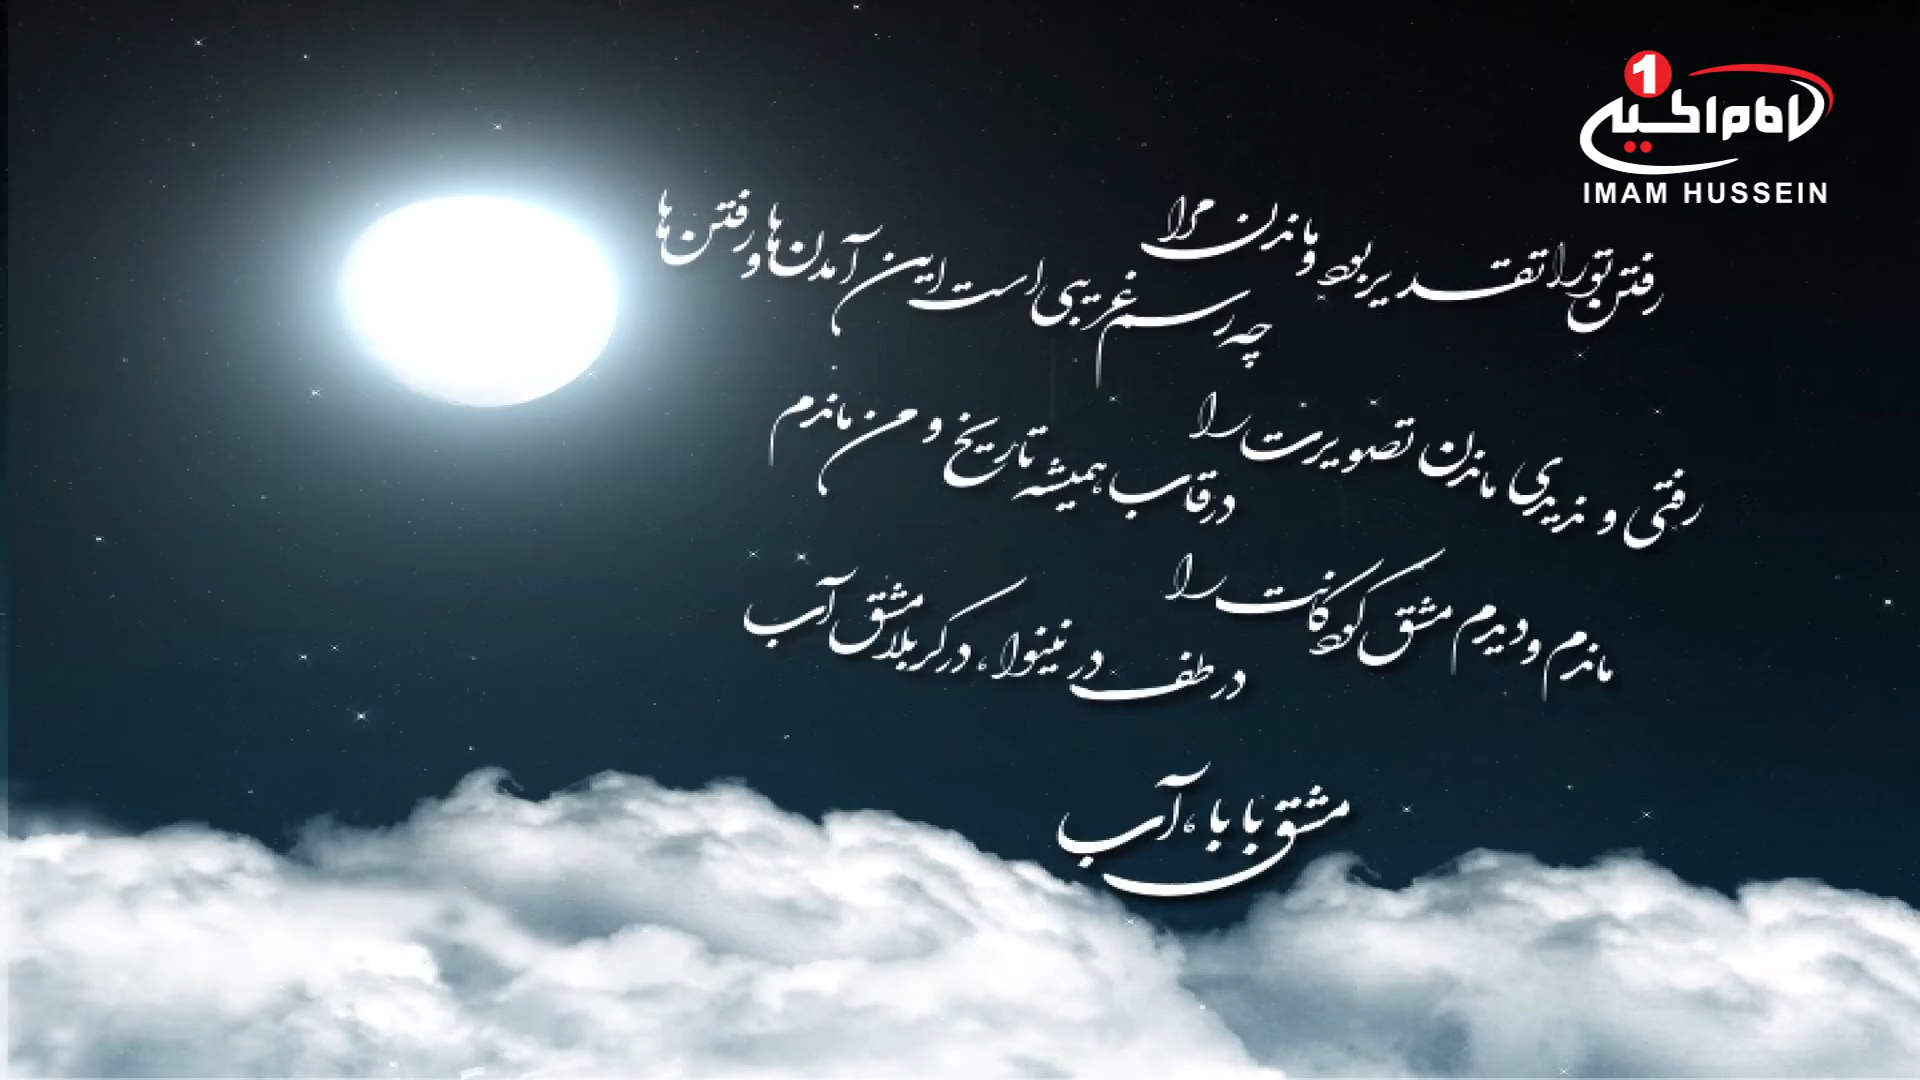 امام الحسین 1
IMAM HUSSEIN
رفتن تو را تقدیر بود و ماندن مرا
چه رسم غریبی است این آمدن‌ها و رفتن‌ها
رفتی و ندیدی ماندن تصویرت را
در قاب همیشه تاریخ و من ماندم
ماندم و دیدم مشق کودکانت را
در طف در نینوا، در کربلا مشق آب
مشق بابا، آب